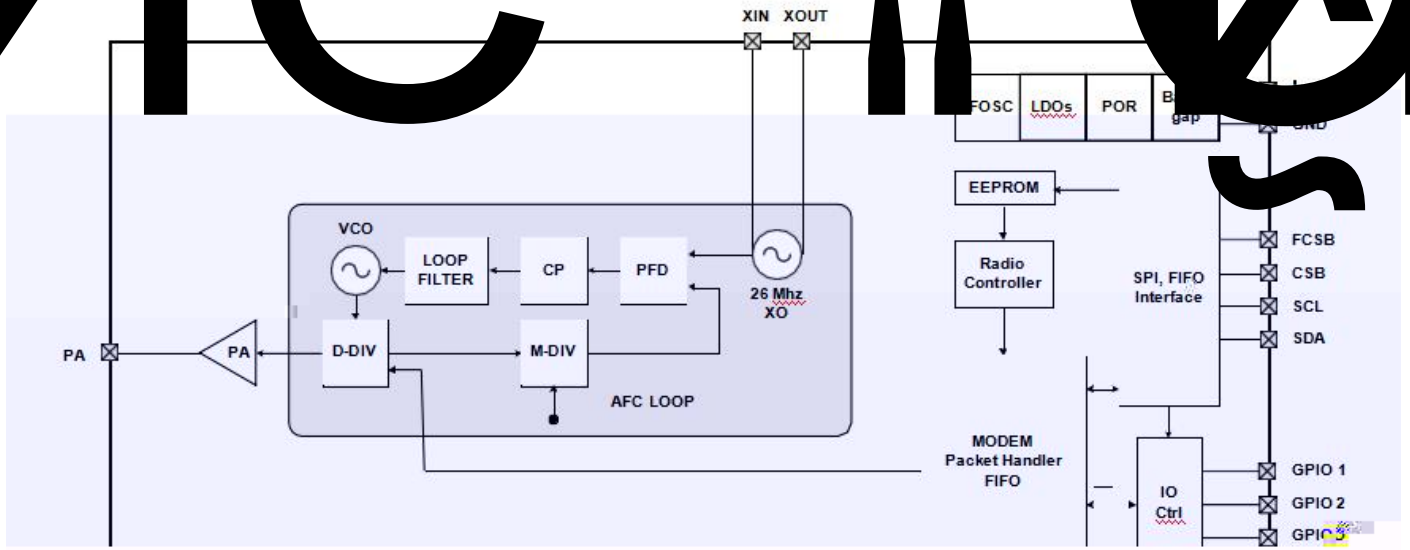 XIN XOUT
LDOs
POR
gap
GND
EEPROM
VCO
LOOP
FILTER
CP
PFD
26 Mhz
XO
Radio
Controller
SPI, FIFO
Interface
FCSB
CSB
SCL
SDA
PA
PA
D-DIV
M-DIV
AFC LOOP
MODEM
Packet Handler
FIFO
IO
Ctrl
GPIO 1
GPIO 2